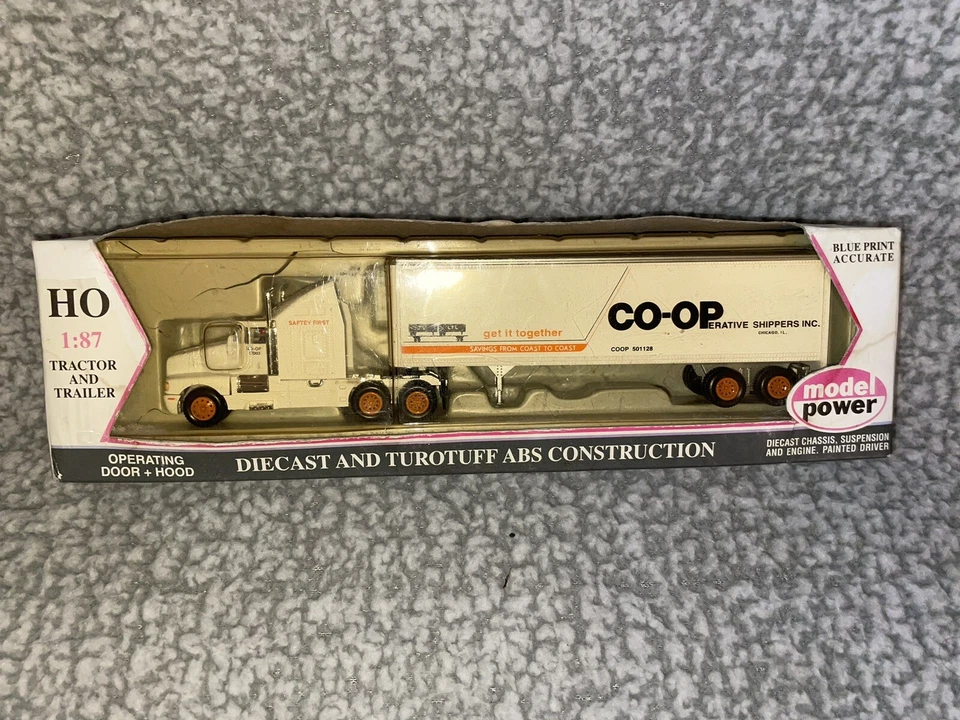 HO
1:87
TRACTOR
AND
TRAILER
BLUE PRINT
ACCURATE
SAFTEY FIRST
get it together
SAVINGS FROM COAST TO COAST
CO-OPERATIVE SHIPPERS INC.
CHICAGO, IL.
COOP 501128
model
power
OPERATING
DOOR + HOOD
DIECAST AND TUROTUFF ABS CONSTRUCTION
DIECAST CHASSIS, SUSPENSION
AND ENGINE. PAINTED DRIVER